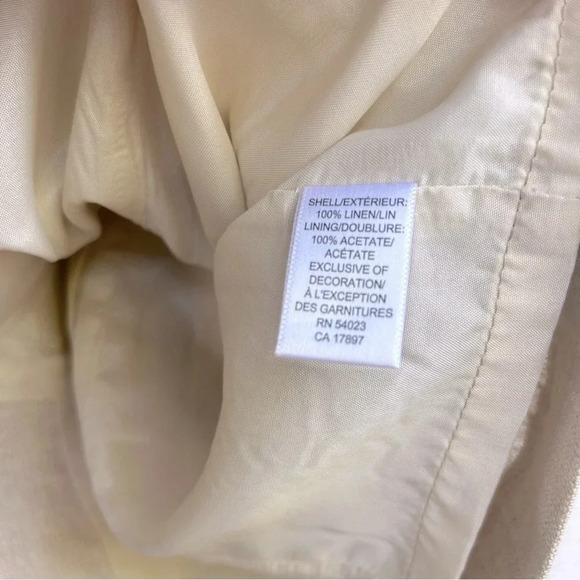 SHELL/EXTÉRIEUR:
100% LINEN/LIN
LINING/DOUBLURE:
100% ACETATE/
ACÉTATE
EXCLUSIVE OF
DECORATION/
À L'EXCEPTION
DES GARNITURES
RN 54023
CA 17897